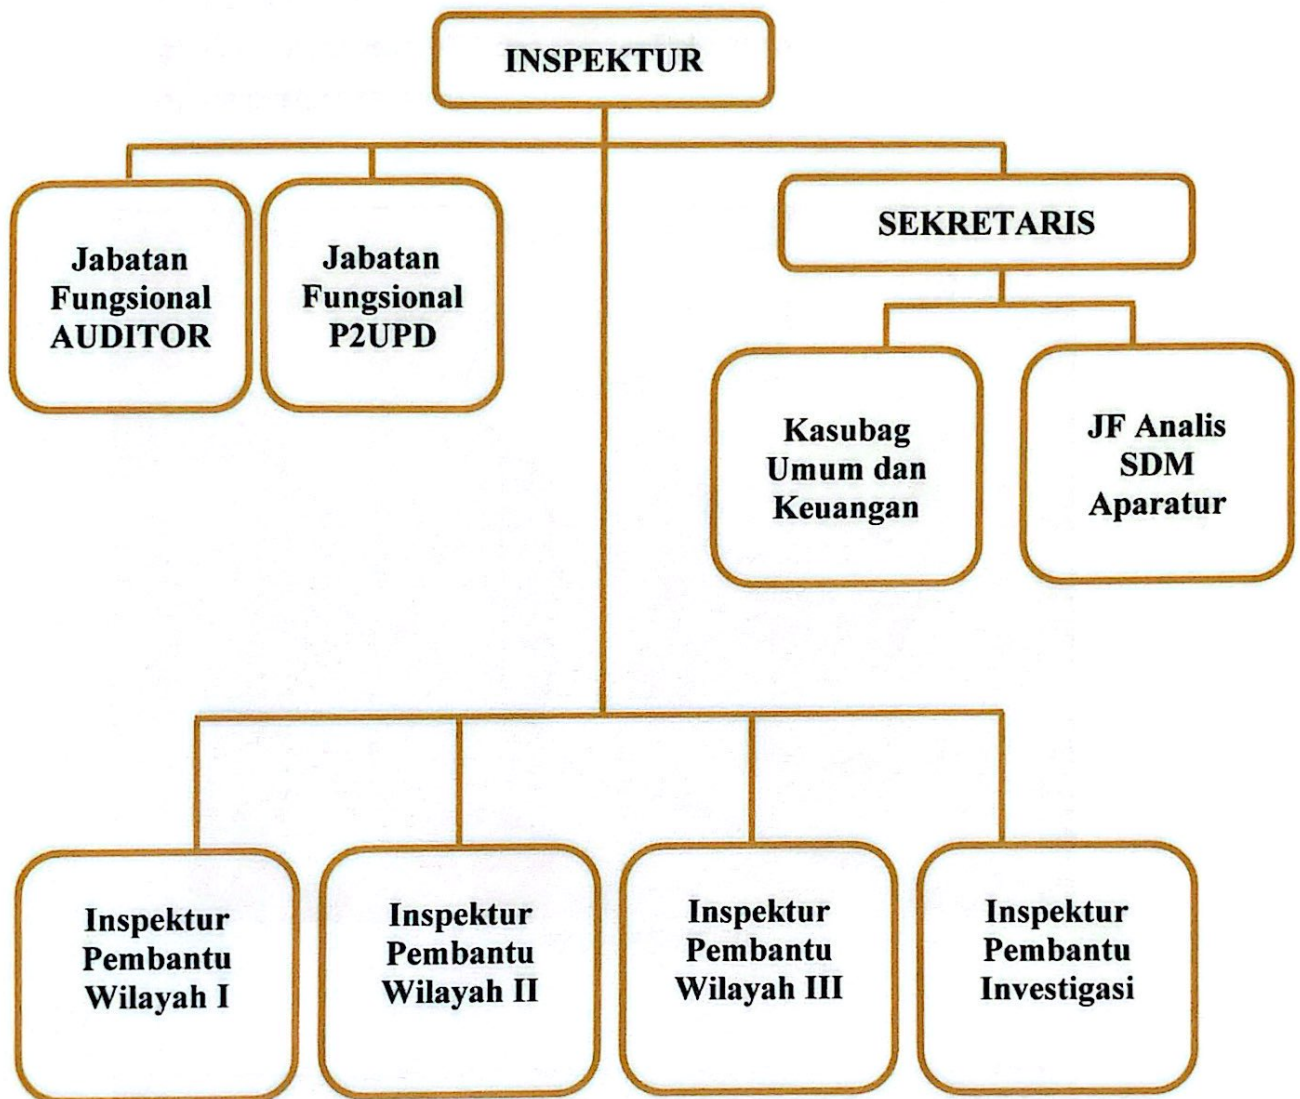 INSPEKTUR
Jabatan
Fungsional
AUDITOR
Jabatan
Fungsional
P2UPD
SEKRETARIS
Kasubag
Umum dan
Keuangan
JF Analis
SDM
Aparatur
Inspektur
Pembantu
Wilayah I
Inspektur
Pembantu
Wilayah II
Inspektur
Pembantu
Wilayah III
Inspektur
Pembantu
Investigasi